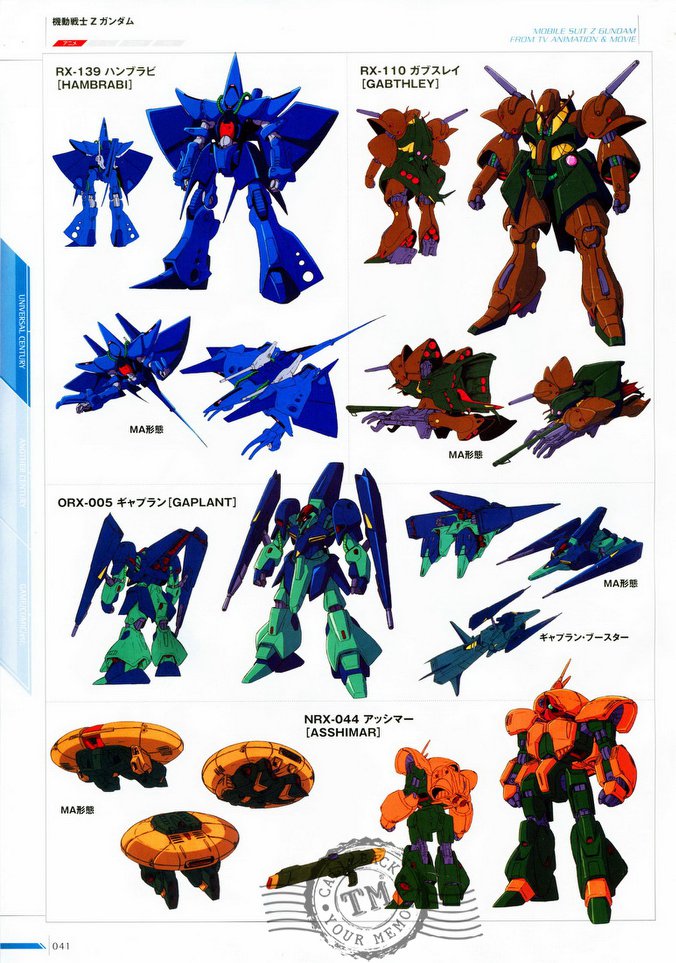 機動戦士 Z ガンダム
アニメ
MOBILE SUIT Z GUNDAM
FROM TV ANIMATION & MOVIE
RX-139 ハンブラビ
[HAMBRABI]
RX-110 ガブスレイ
[GABTHLEY]
MA形態
MA形態
UNIVERSAL CENTURY
ANOTHER CENTURY
ORX-005 ギャプラン[GAPLANT]
MA形態
ギャプラン・ブースター
NRX-044 アッシマー
[ASSHIMAR]
MA形態
TM
YOUR MEMO
041